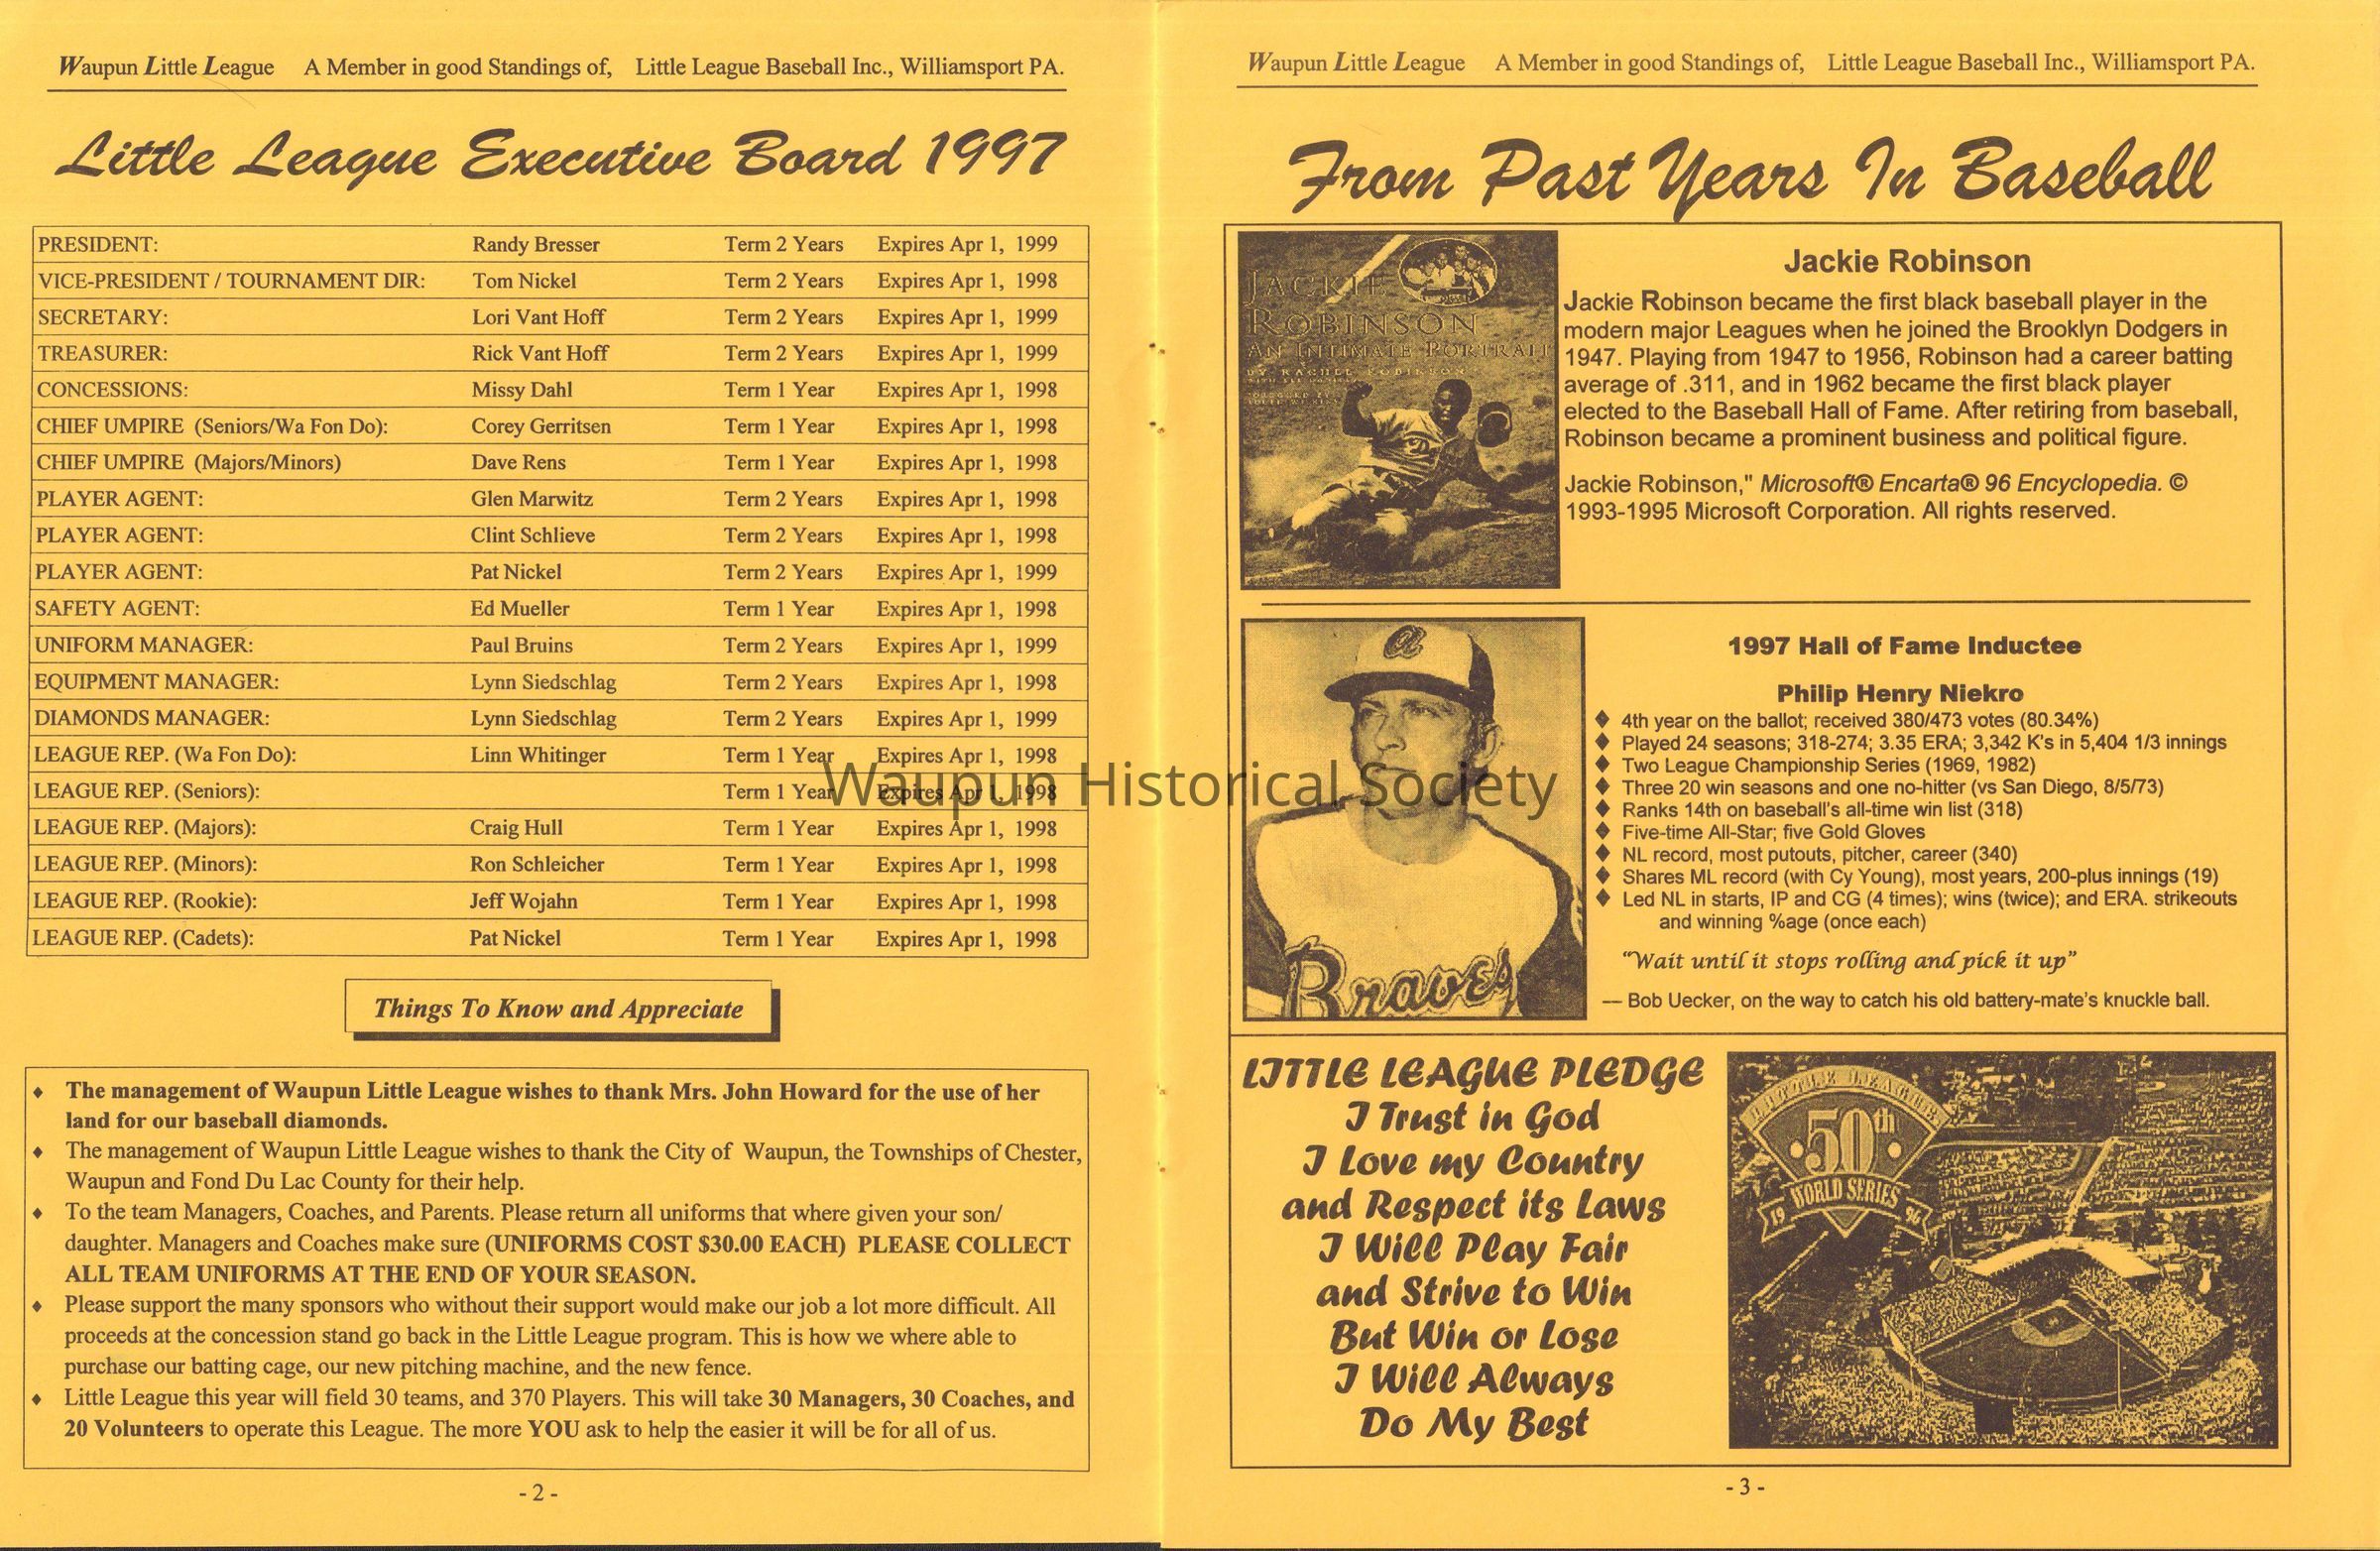 Waupun Little League A Member in good Standings of, Little League Baseball Inc., Williamsport PA.
Little League Executive Board 1997
PRESIDENT: Randy Bresser Term 2 Years Expires Apr 1, 1999
VICE-PRESIDENT / TOURNAMENT DIR: Tom Nickel Term 2 Years Expires Apr 1, 1998
SECRETARY: Lori Vant Hoff Term 2 Years Expires Apr 1, 1999
TREASURER: Rick Vant Hoff Term 2 Years Expires Apr 1, 1999
CONCESSIONS: Missy Dahl Term 1 Year Expires Apr 1, 1998
CHIEF UMPIRE (Seniors/Wa Fon Do): Corey Gerritsen Term 1 Year Expires Apr 1, 1998
CHIEF UMPIRE (Majors/Minors) Dave Rens Term 1 Year Expires Apr 1, 1998
PLAYER AGENT: Glen Marwitz Term 2 Years Expires Apr 1, 1998
PLAYER AGENT: Clint Schlieve Term 2 Years Expires Apr 1, 1998
PLAYER AGENT: Pat Nickel Term 2 Years Expires Apr 1, 1999
SAFETY AGENT: Ed Mueller Term 1 Year Expires Apr 1, 1998
UNIFORM MANAGER: Paul Bruins Term 2 Years Expires Apr 1, 1999
EQUIPMENT MANAGER: Lynn Siedschlag Term 2 Years Expires Apr 1, 1998
DIAMONDS MANAGER: Lynn Siedschlag Term 2 Years Expires Apr 1, 1999
LEAGUE REP. (Wa Fon Do): Linn Whitinger Term 1 Year Expires Apr 1, 1998
LEAGUE REP. (Seniors): Term 1 Year Expires Apr 1, 1998
LEAGUE REP. (Majors): Craig Hull Term 1 Year Expires Apr 1, 1998
LEAGUE REP. (Minors): Ron Schleicher Term 1 Year Expires Apr 1, 1998
LEAGUE REP. (Rookie): Jeff Wojahn Term 1 Year Expires Apr 1, 1998
LEAGUE REP. (Cadets): Pat Nickel Term 1 Year Expires Apr 1, 1998
Things To Know and Appreciate
♦ The management of Waupun Little League wishes to thank Mrs. John Howard for the use of her
land for our baseball diamonds.
♦ The management of Waupun Little League wishes to thank the City of Waupun, the Townships of Chester,
Waupun and Fond Du Lac County for their help.
♦ To the team Managers, Coaches, and Parents. Please return all uniforms that where given your son/
daughter. Managers and Coaches make sure (UNIFORMS COST $30.00 EACH) PLEASE COLLECT
ALL TEAM UNIFORMS AT THE END OF YOUR SEASON.
♦ Please support the many sponsors who without their support would make our job a lot more difficult. All
proceeds at the concession stand go back in the Little League program. This is how we where able to
purchase our batting cage, our new pitching machine, and the new fence.
♦ Little League this year will field 30 teams, and 370 Players. This will take 30 Managers, 30 Coaches, and
20 Volunteers to operate this League. The more YOU ask to help the easier it will be for all of us.
- 2 -
Waupun Little League A Member in good Standings of, Little League Baseball Inc., Williamsport PA.
From Past Years In Baseball
JACKIE
ROBINSON
AN INTIMATE PORTRAIT
BY RACHEL ROBINSON
Jackie Robinson
Jackie Robinson became the first black baseball player in the
modern major Leagues when he joined the Brooklyn Dodgers in
1947. Playing from 1947 to 1956, Robinson had a career batting
average of .311, and in 1962 became the first black player
elected to the Baseball Hall of Fame. After retiring from baseball,
Robinson became a prominent business and political figure.
Jackie Robinson," Microsoft® Encarta® 96 Encyclopedia. ©
1993-1995 Microsoft Corporation. All rights reserved.
a
Braves
1997 Hall of Fame Inductee
Philip Henry Niekro
♦ 4th year on the ballot; received 380/473 votes (80.34%)
♦ Played 24 seasons; 318-274; 3.35 ERA; 3,342 K's in 5,404 1/3 innings
♦ Two League Championship Series (1969, 1982)
♦ Three 20 win seasons and one no-hitter (vs San Diego, 8/5/73)
♦ Ranks 14th on baseball's all-time win list (318)
♦ Five-time All-Star; five Gold Gloves
♦ NL record, most putouts, pitcher, career (340)
♦ Shares ML record (with Cy Young), most years, 200-plus innings (19)
♦ Led NL in starts, IP and CG (4 times); wins (twice); and ERA. strikeouts
and winning %age (once each)
"Wait until it stops rolling and pick it up"
— Bob Uecker, on the way to catch his old battery-mate's knuckle ball.
LITTLE LEAGUE PLEDGE
I Trust in God
I Love my Country
and Respect its Laws
I Will Play Fair
and Strive to Win
But Win or Lose
I Will Always
Do My Best
LITTLE LEAGUE
50th
WORLD SERIES
19 96
- 3 -
Waupun Historical Society